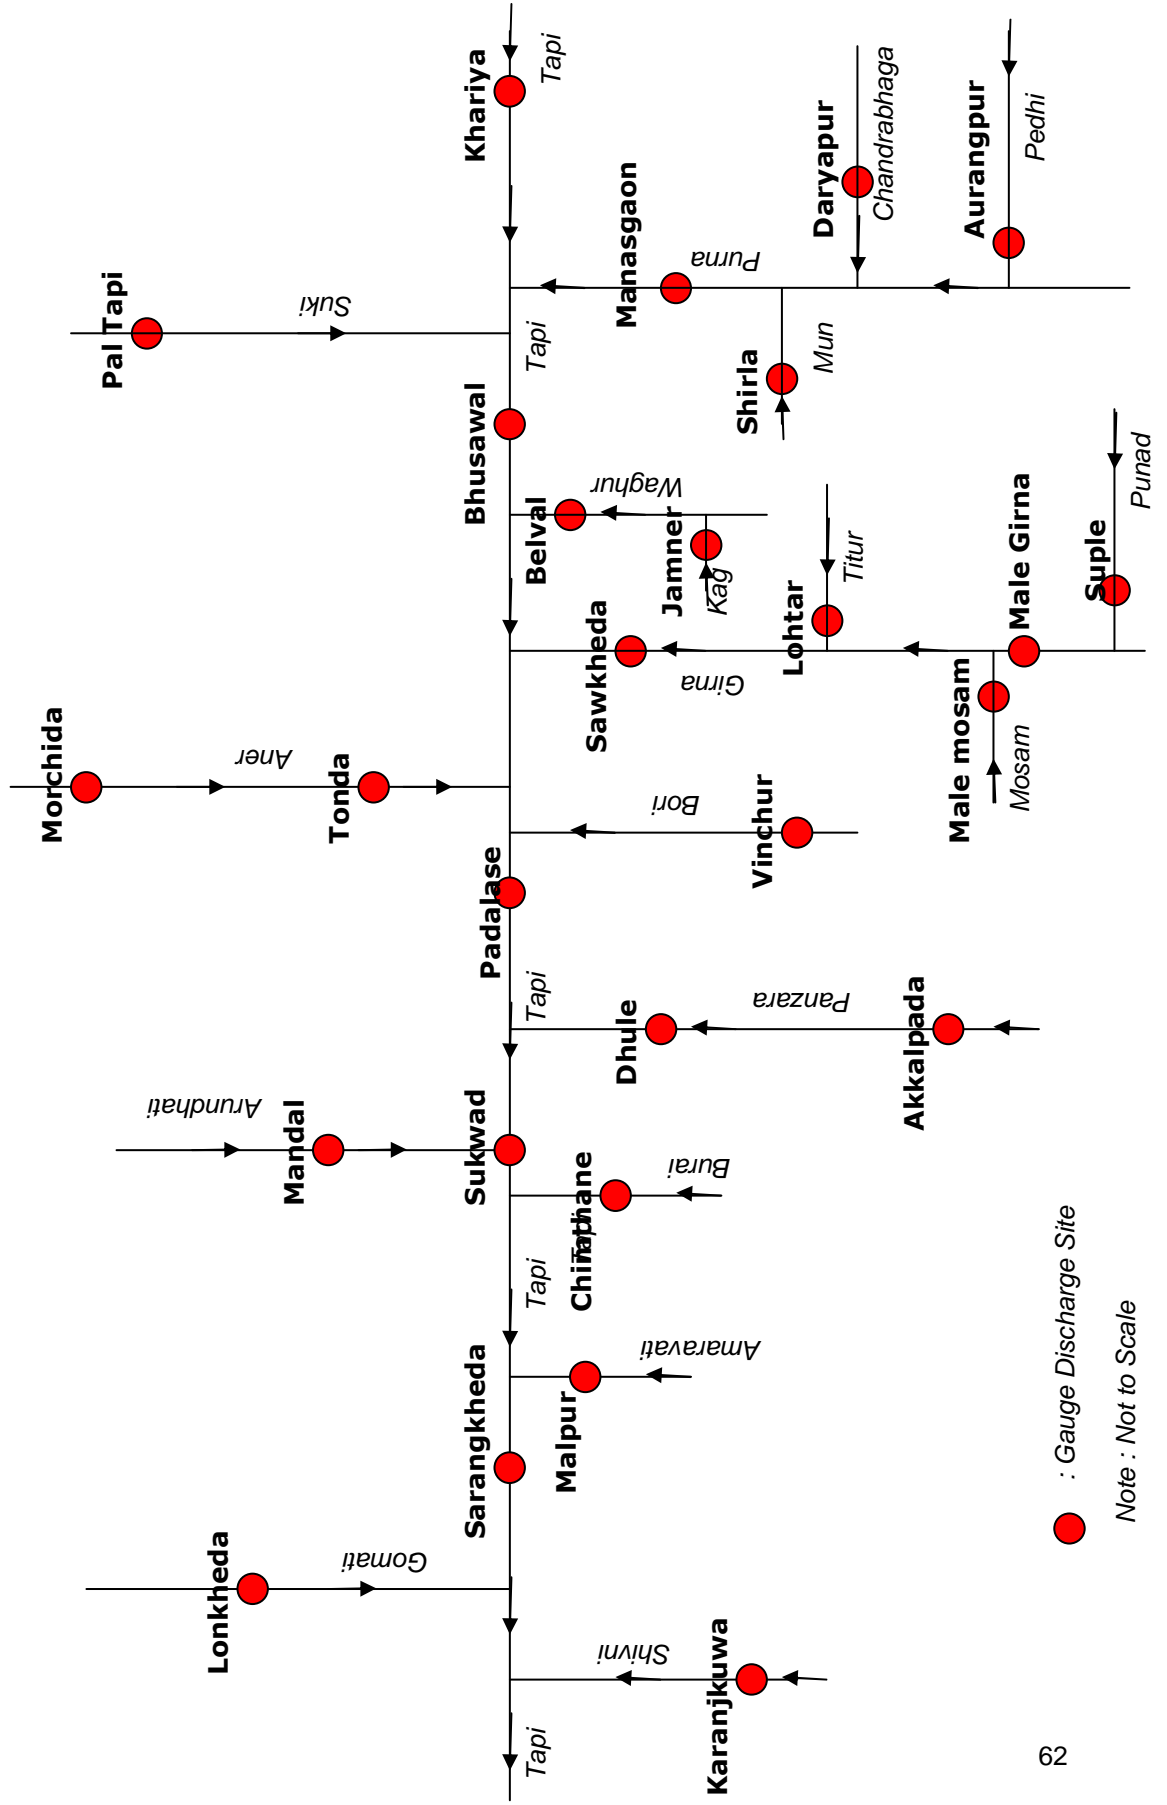 Khariya
Tapi
Pal Tapi
Suki
Manasgaon
Purna
Daryapur
Chandrabhaga
Aurangpur
Pedhi
Tapi
Shirla
Mun
Bhusawal
Belval
Waghur
Jamner
Kag
Lohtar
Titur
Male Girna
Suple
Punad
Sawkheda
Girna
Male mosam
Mosam
Morchida
Aner
Tonda
Bori
Vinchur
Padalase
Tapi
Dhule
Panzara
Akkalpada
Arundhati
Mandal
Sukwad
Burai
Chimthane
Tapi
Tapi
Sarangkheda
Malpur
Amaravati
Lonkheda
Gomati
Shivni
Karanjkuwa
Tapi
: Gauge Discharge Site
Note : Not to Scale
62